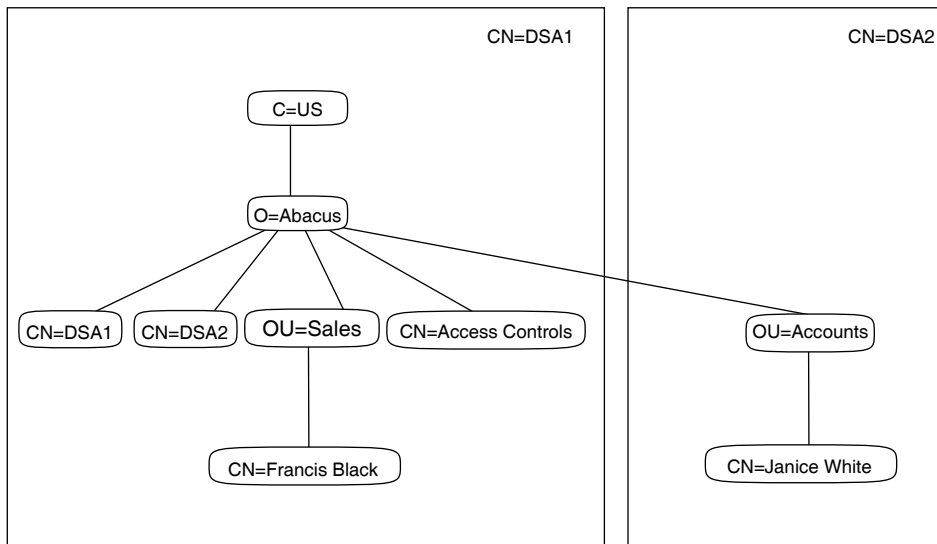 CN=DSA1
CN=DSA2
C=US
O=Abacus
CN=DSA1
CN=DSA2
OU=Sales
CN=Access Controls
OU=Accounts
CN=Francis Black
CN=Janice White